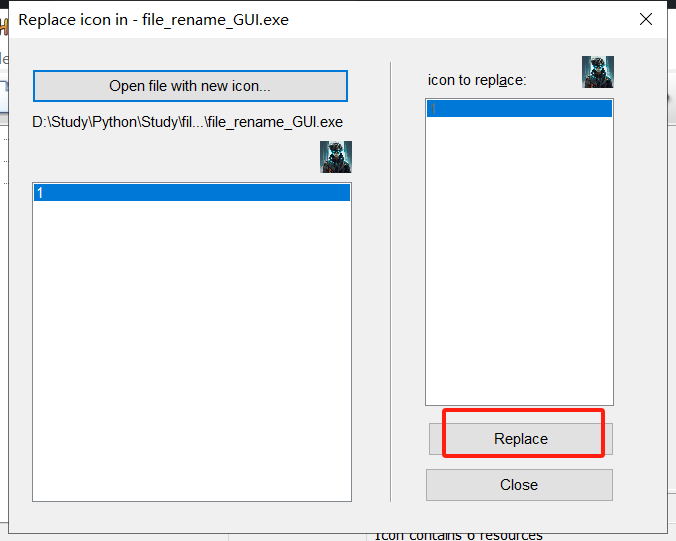 Replace icon in - file_rename_GUI.exe
Open file with new icon...
D:\Study\Python\Study\fil...\file_rename_GUI.exe
1
icon to replace:
1
Replace
Close
Icon contains 6 resources